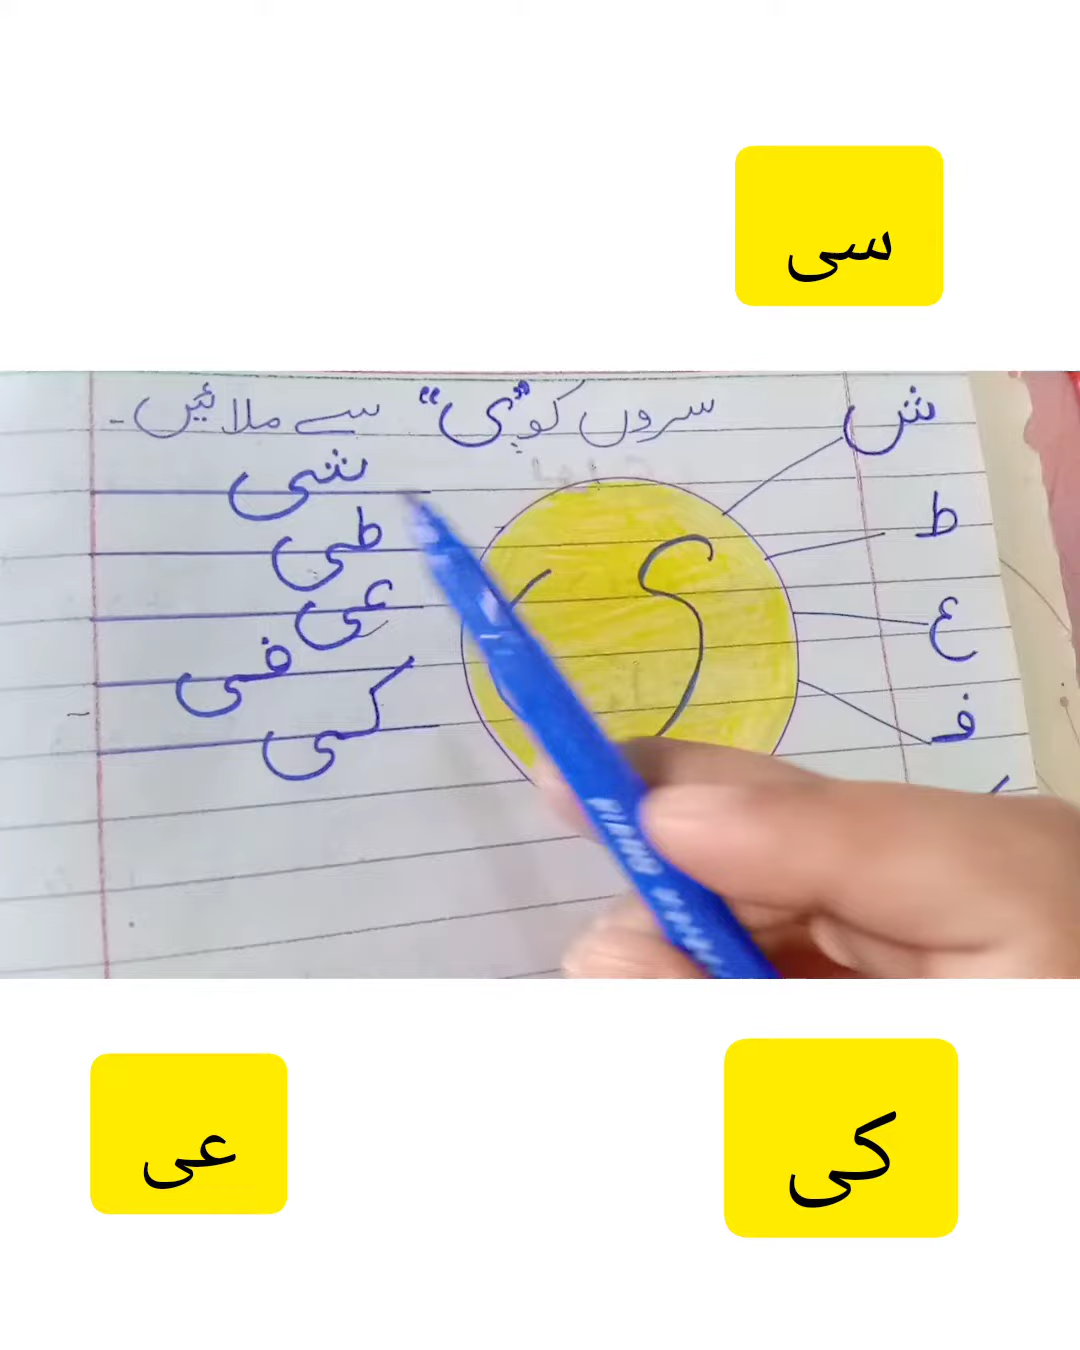 سی
سروں کو "ی" سے ملائیں۔
ش
شی
ط
طی
ع
ی
عی
ف
فی
کی
عی
کی